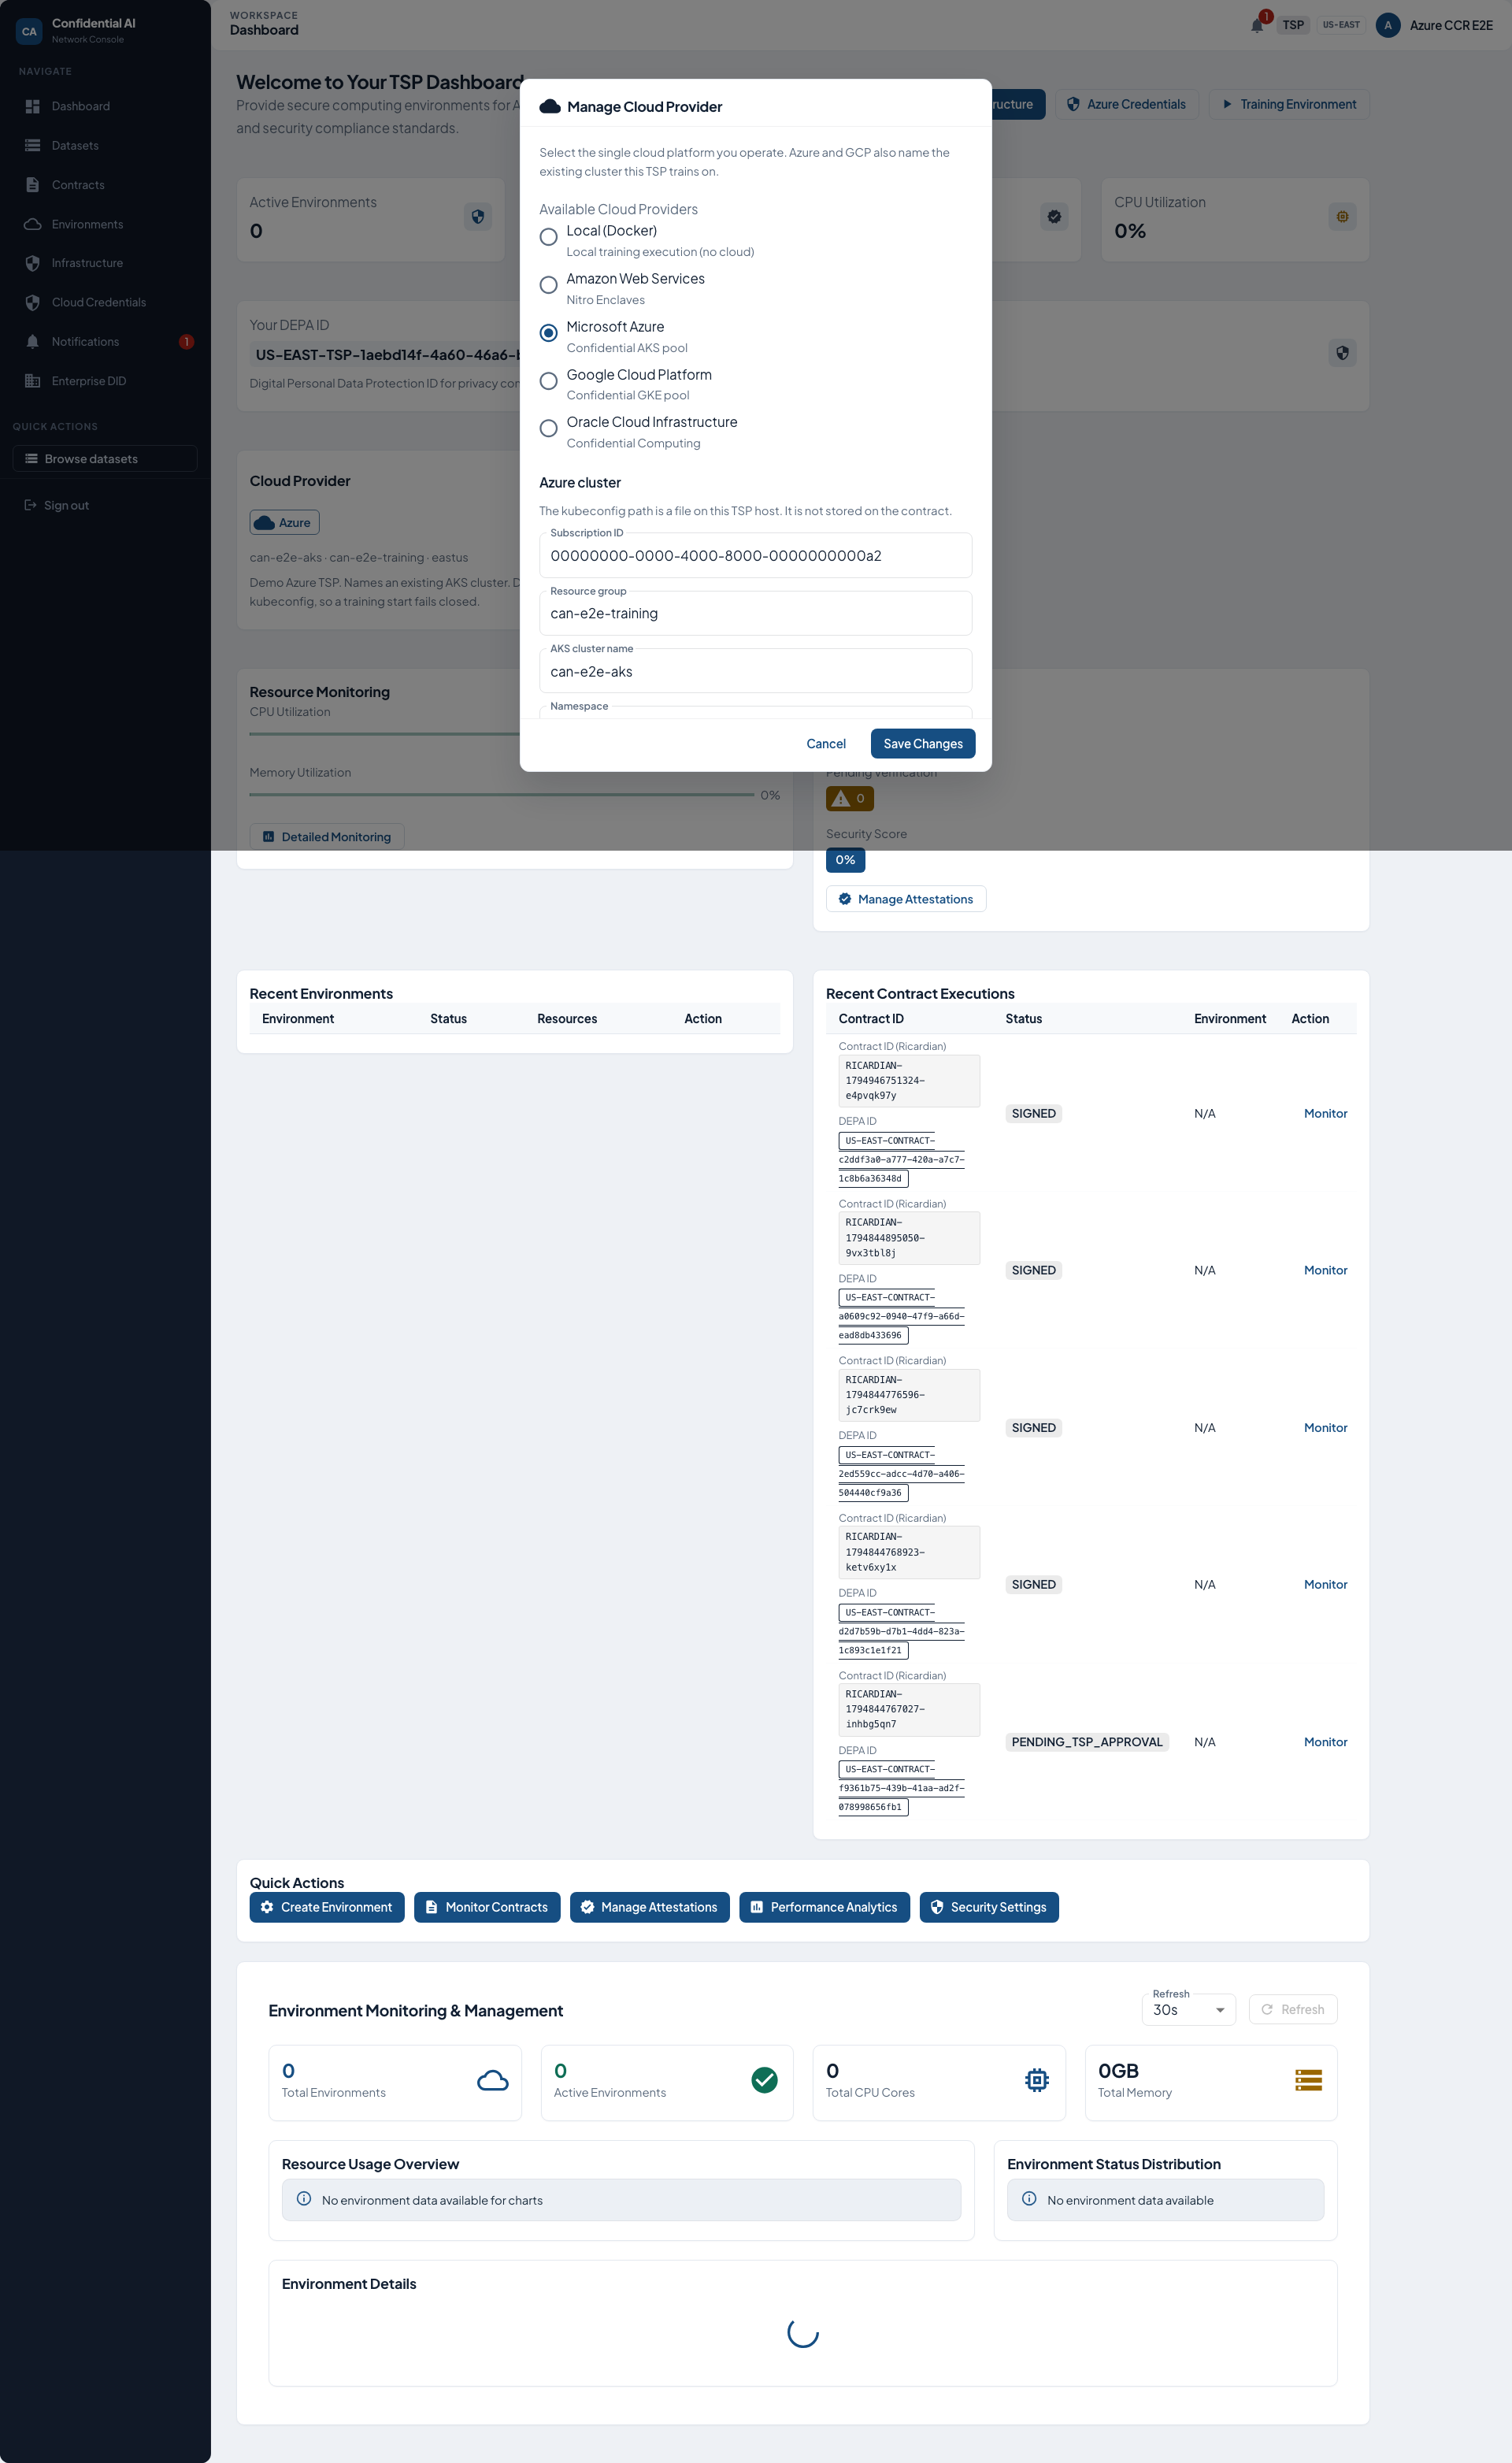 CA
Confidential AI
Network Console
NAVIGATE
Dashboard
Datasets
Contracts
Environments
Infrastructure
Cloud Credentials
Notifications
1
Enterprise DID
QUICK ACTIONS
Browse datasets
Sign out
WORKSPACE
Dashboard
1
TSP
US-EAST
A
Azure CCR E2E
Welcome to Your TSP Dashboard
Provide secure computing environments for A
and security compliance standards.
ructure
Azure Credentials
Training Environment
Active Environments
0
CPU Utilization
0%
Your DEPA ID
US-EAST-TSP-1aebd14f-4a60-46a6-b
Digital Personal Data Protection ID for privacy con
Cloud Provider
Azure
can-e2e-aks · can-e2e-training · eastus
Demo Azure TSP. Names an existing AKS cluster. D
kubeconfig, so a training start fails closed.
Resource Monitoring
CPU Utilization
Memory Utilization
0%
Detailed Monitoring
Manage Cloud Provider
Select the single cloud platform you operate. Azure and GCP also name the
existing cluster this TSP trains on.
Available Cloud Providers
Local (Docker)
Local training execution (no cloud)
Amazon Web Services
Nitro Enclaves
Microsoft Azure
Confidential AKS pool
Google Cloud Platform
Confidential GKE pool
Oracle Cloud Infrastructure
Confidential Computing
Azure cluster
The kubeconfig path is a file on this TSP host. It is not stored on the contract.
Subscription ID
00000000-0000-4000-8000-0000000000a2
Resource group
can-e2e-training
AKS cluster name
can-e2e-aks
Namespace
Cancel
Save Changes
Pending Verification
0
Security Score
0%
Manage Attestations
Recent Environments
Environment Status Resources Action
Recent Contract Executions
Contract ID Status Environment Action
Contract ID (Ricardian)
RICARDIAN-
1794946751324-
e4pvqk97y
DEPA ID
US-EAST-CONTRACT-
c2ddf3a0-a777-420a-a7c7-
1c8b6a36348d
SIGNED
N/A
Monitor
Contract ID (Ricardian)
RICARDIAN-
1794844895050-
9vx3tbl8j
DEPA ID
US-EAST-CONTRACT-
a0609c92-0940-47f9-a66d-
ead8db433696
SIGNED
N/A
Monitor
Contract ID (Ricardian)
RICARDIAN-
1794844776596-
jc7crk9ew
DEPA ID
US-EAST-CONTRACT-
2ed559cc-adcc-4d70-a406-
504440cf9a36
SIGNED
N/A
Monitor
Contract ID (Ricardian)
RICARDIAN-
1794844768923-
ketv6xy1x
DEPA ID
US-EAST-CONTRACT-
d2d7b59b-d7b1-4dd4-823a-
1c893c1e1f21
SIGNED
N/A
Monitor
Contract ID (Ricardian)
RICARDIAN-
1794844767027-
inhbg5qn7
DEPA ID
US-EAST-CONTRACT-
f9361b75-439b-41aa-ad2f-
078998656fb1
PENDING_TSP_APPROVAL
N/A
Monitor
Quick Actions
Create Environment
Monitor Contracts
Manage Attestations
Performance Analytics
Security Settings
Environment Monitoring & Management
Refresh
30s
Refresh
0
Total Environments
0
Active Environments
0
Total CPU Cores
0GB
Total Memory
Resource Usage Overview
No environment data available for charts
Environment Status Distribution
No environment data available
Environment Details